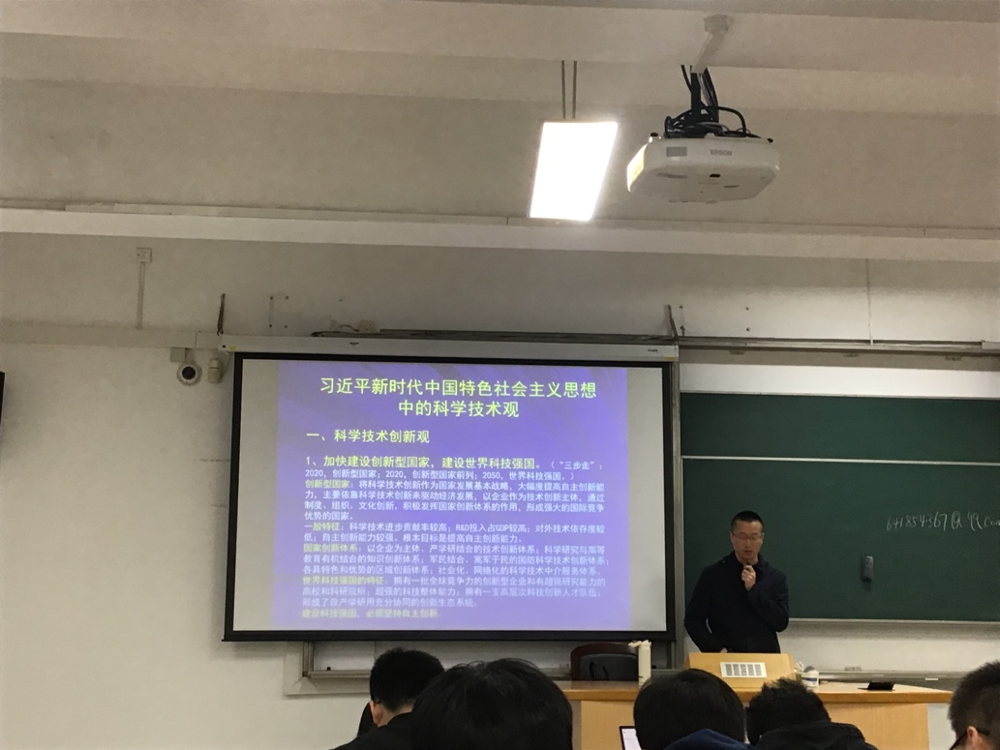 EPSON
习近平新时代中国特色社会主义思想
中的科学技术观
一、科学技术创新观
1、加快建设创新型国家，建设世界科技强国。（“三步走”：
2020，创新型国家；2020，创新型国家前列；2050，世界科技强国。）
创新型国家：将科学技术创新作为国家发展基本战略，大幅度提高自主创新能
力，主要依靠科学技术创新来驱动经济发展，以企业作为技术创新主体，通过
制度、组织、文化创新，积极发挥国家创新体系的作用，形成强大的国际竞争
优势的国家。
一般特征：科学技术进步贡献率较高；R&D投入占GDP较高；对外技术依存度较
低；自主创新能力较强。根本目标是提高自主创新能力。
国家创新体系：以企业为主体、产学研结合的技术创新体系；科学研究与高等
教育有机结合的知识创新体系；军民结合、寓军于民的国防科学技术创新体系；
各具特色和优势的区域创新体系；社会化、网络化的科学技术中介服务体系。
世界科技强国的特征：拥有一批全球竞争力的创新型企业和有超强研究能力的
高校和科研院所；超强的科技整体能力；拥有一支高层次科技创新人才队伍，
形成了政产学研用充分协同的创新生态系统。
建设科技强国，必须坚持自主创新